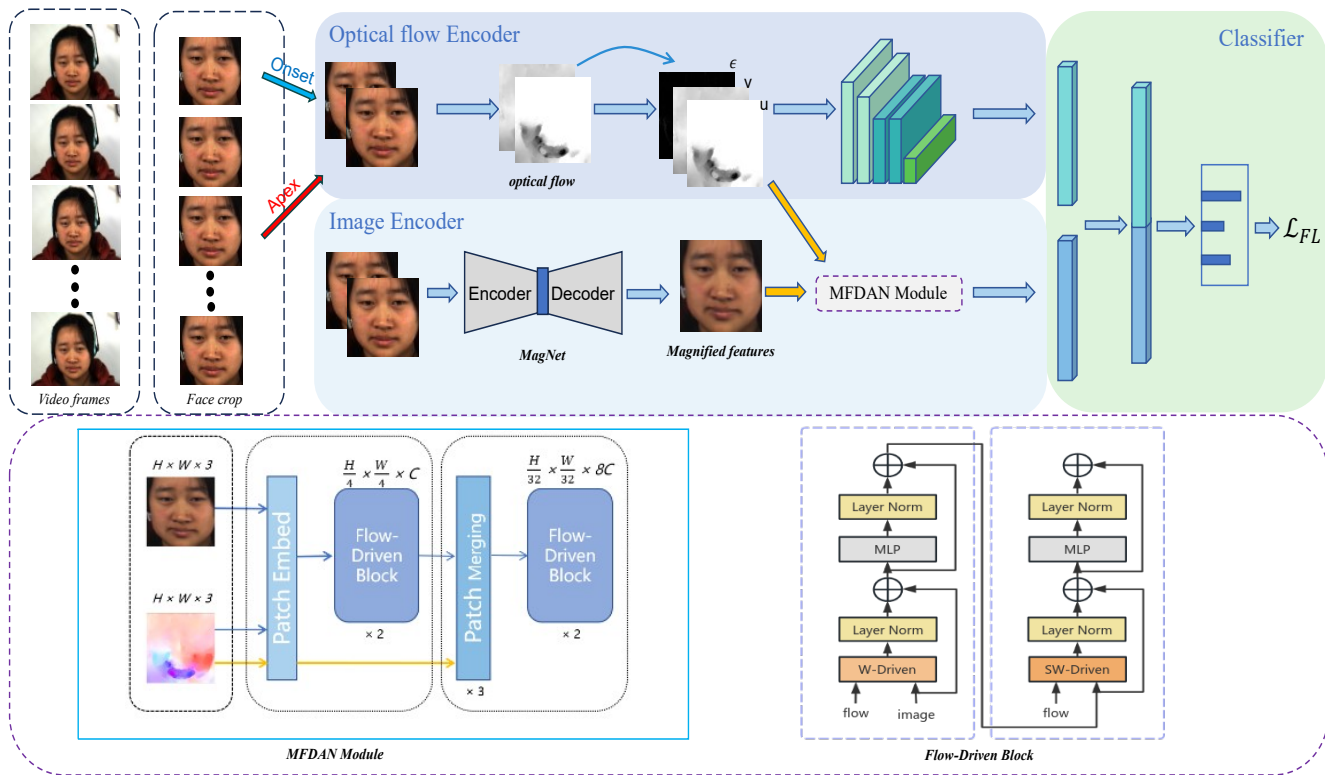 Optical flow Encoder
Classifier
Onset
Apex
ϵ
v
u
optical flow
Image Encoder
Encoder
Decoder
MagNet
Magnified features
MFDAN Module
ℒ_FL
Video frames
Face crop
H × W × 3
H × W × 3
Patch Embed
H/4 × W/4 × C
Flow-
Driven
Block
× 2
Patch Merging
× 3
H/32 × W/32 × 8C
Flow-
Driven
Block
× 2
MFDAN Module
Layer Norm
MLP
Layer Norm
W-Driven
flow
image
Layer Norm
MLP
Layer Norm
SW-Driven
flow
Flow-Driven Block